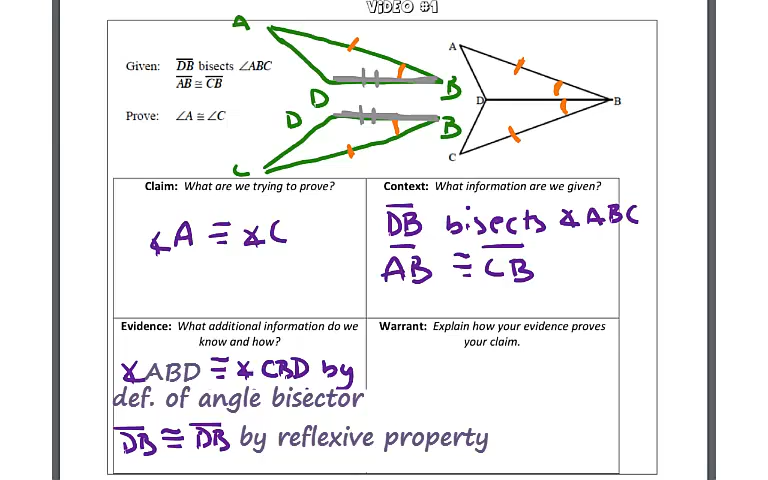 ViDEO #1
Given: DB bisects ∠ABC
AB ≅ CB
Prove: ∠A ≅ ∠C
A
D
B
D
B
C
A
D
B
C
Claim: What are we trying to prove?
∡A ≅ ∡C
Context: What information are we given?
DB bisects ∡ABC
AB ≅ CB
Evidence: What additional information do we
know and how?
∡ABD ≅ ∡CBD by
def. of angle bisector
DB ≅ DB by reflexive property
Warrant: Explain how your evidence proves
your claim.